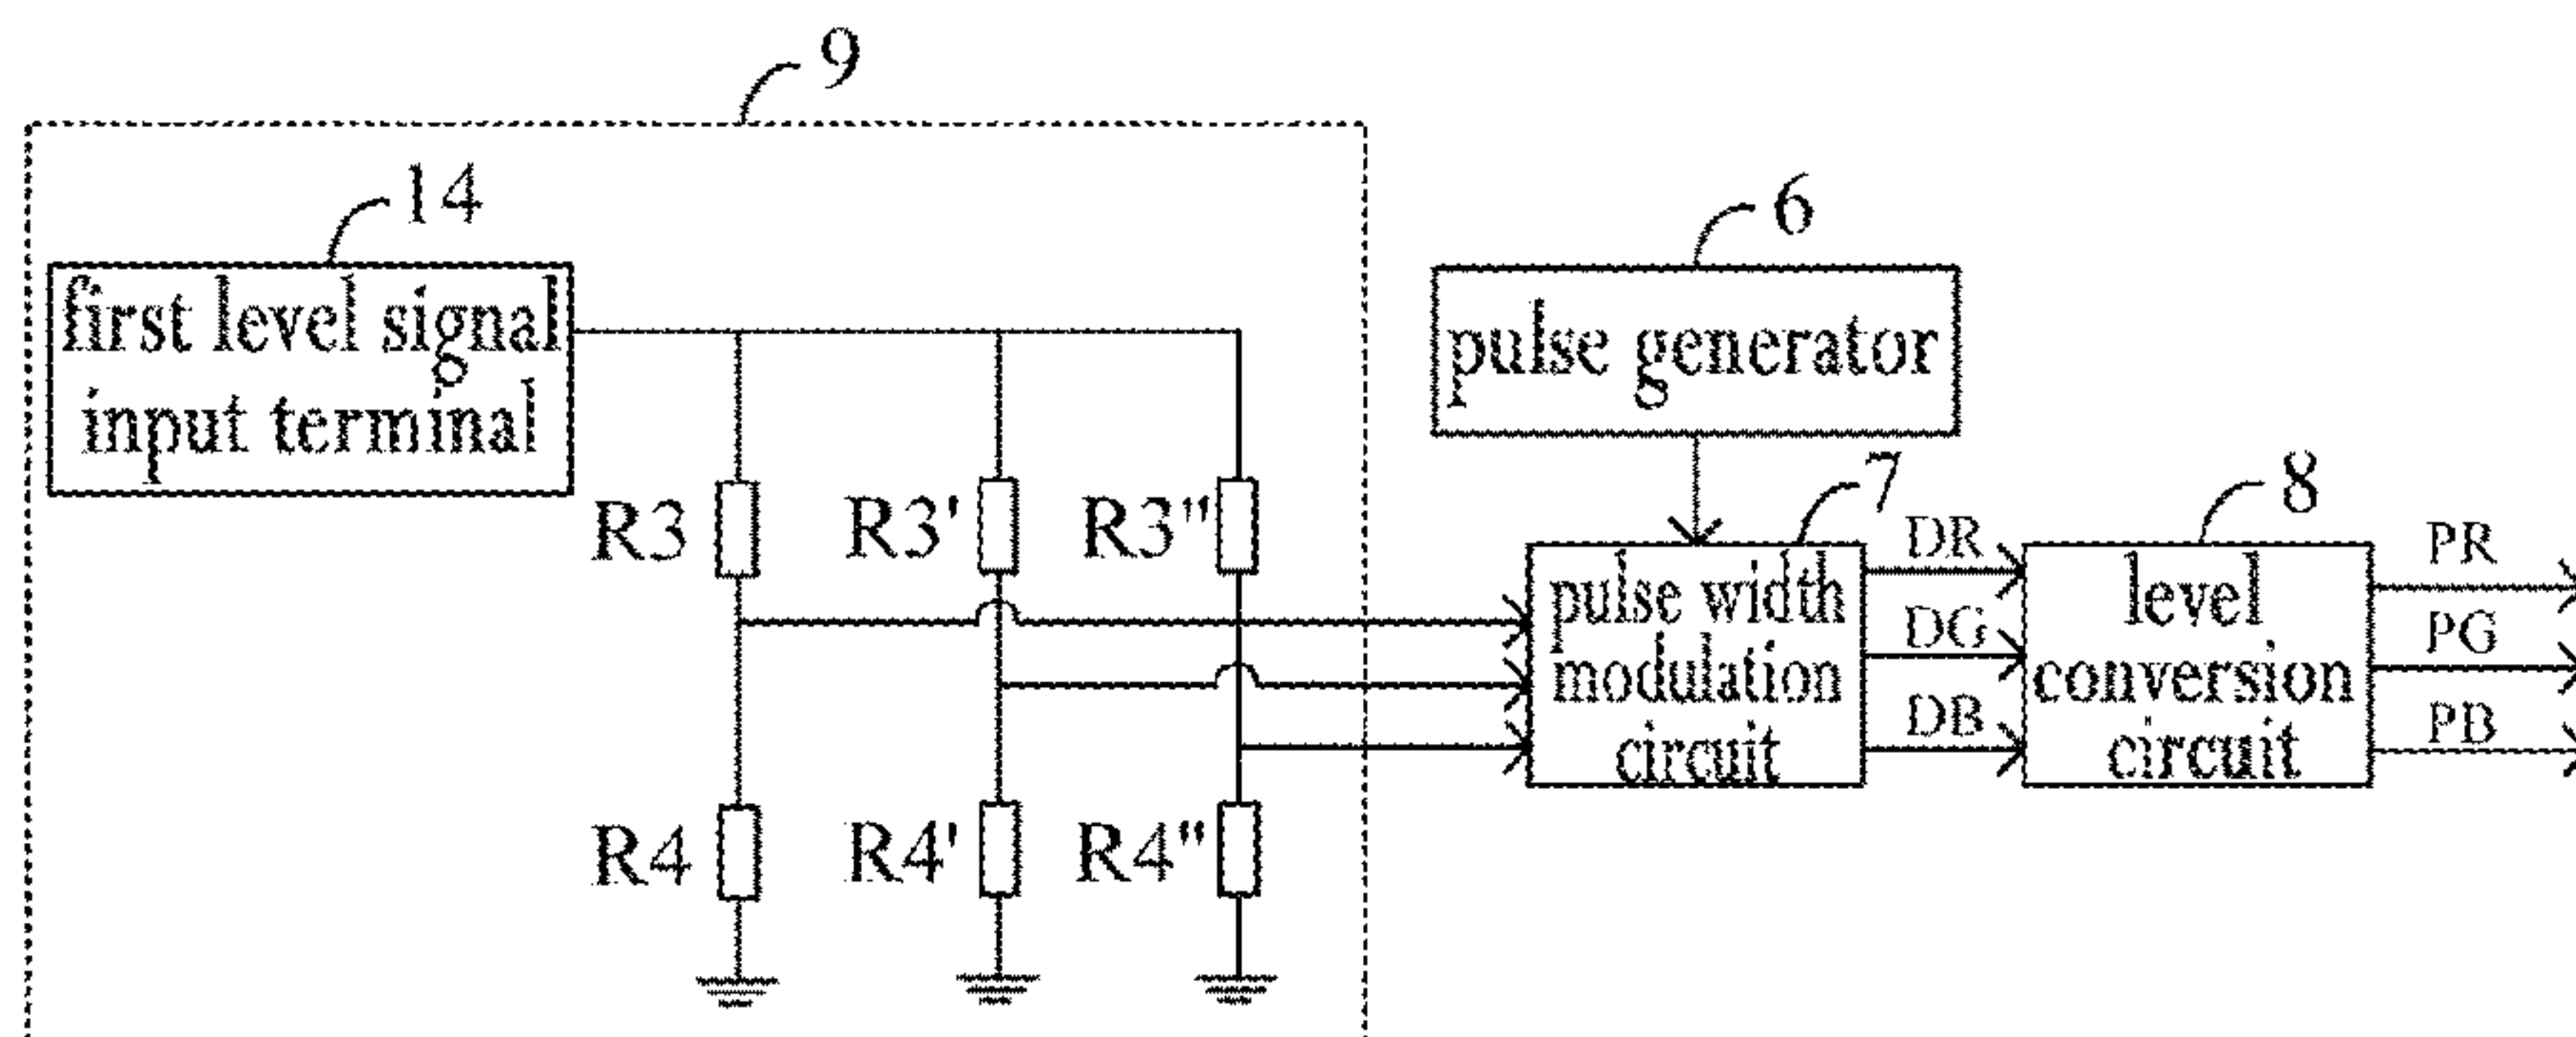 9
14
first level signal
input terminal
6
pulse generator
R3
R3'
R3"
7
pulse width
modulation
circuit
DR
DG
DB
8
level
conversion
circuit
PR
PG
PB
R4
R4'
R4"